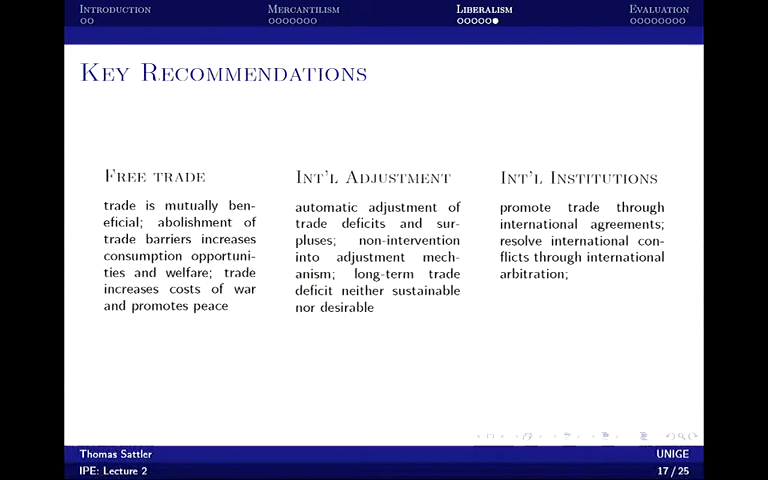 Introduction Mercantilism Liberalism Evaluation
Key Recommendations
Free trade
trade is mutually ben-
eficial; abolishment of
trade barriers increases
consumption opportuni-
ties and welfare; trade
increases costs of war
and promotes peace
Int'l Adjustment
automatic adjustment of
trade deficits and sur-
pluses; non-intervention
into adjustment mech-
anism; long-term trade
deficit neither sustainable
nor desirable
Int'l Institutions
promote trade through
international agreements;
resolve international con-
flicts through international
arbitration;
Thomas Sattler UNIGE
IPE: Lecture 2 17 / 25